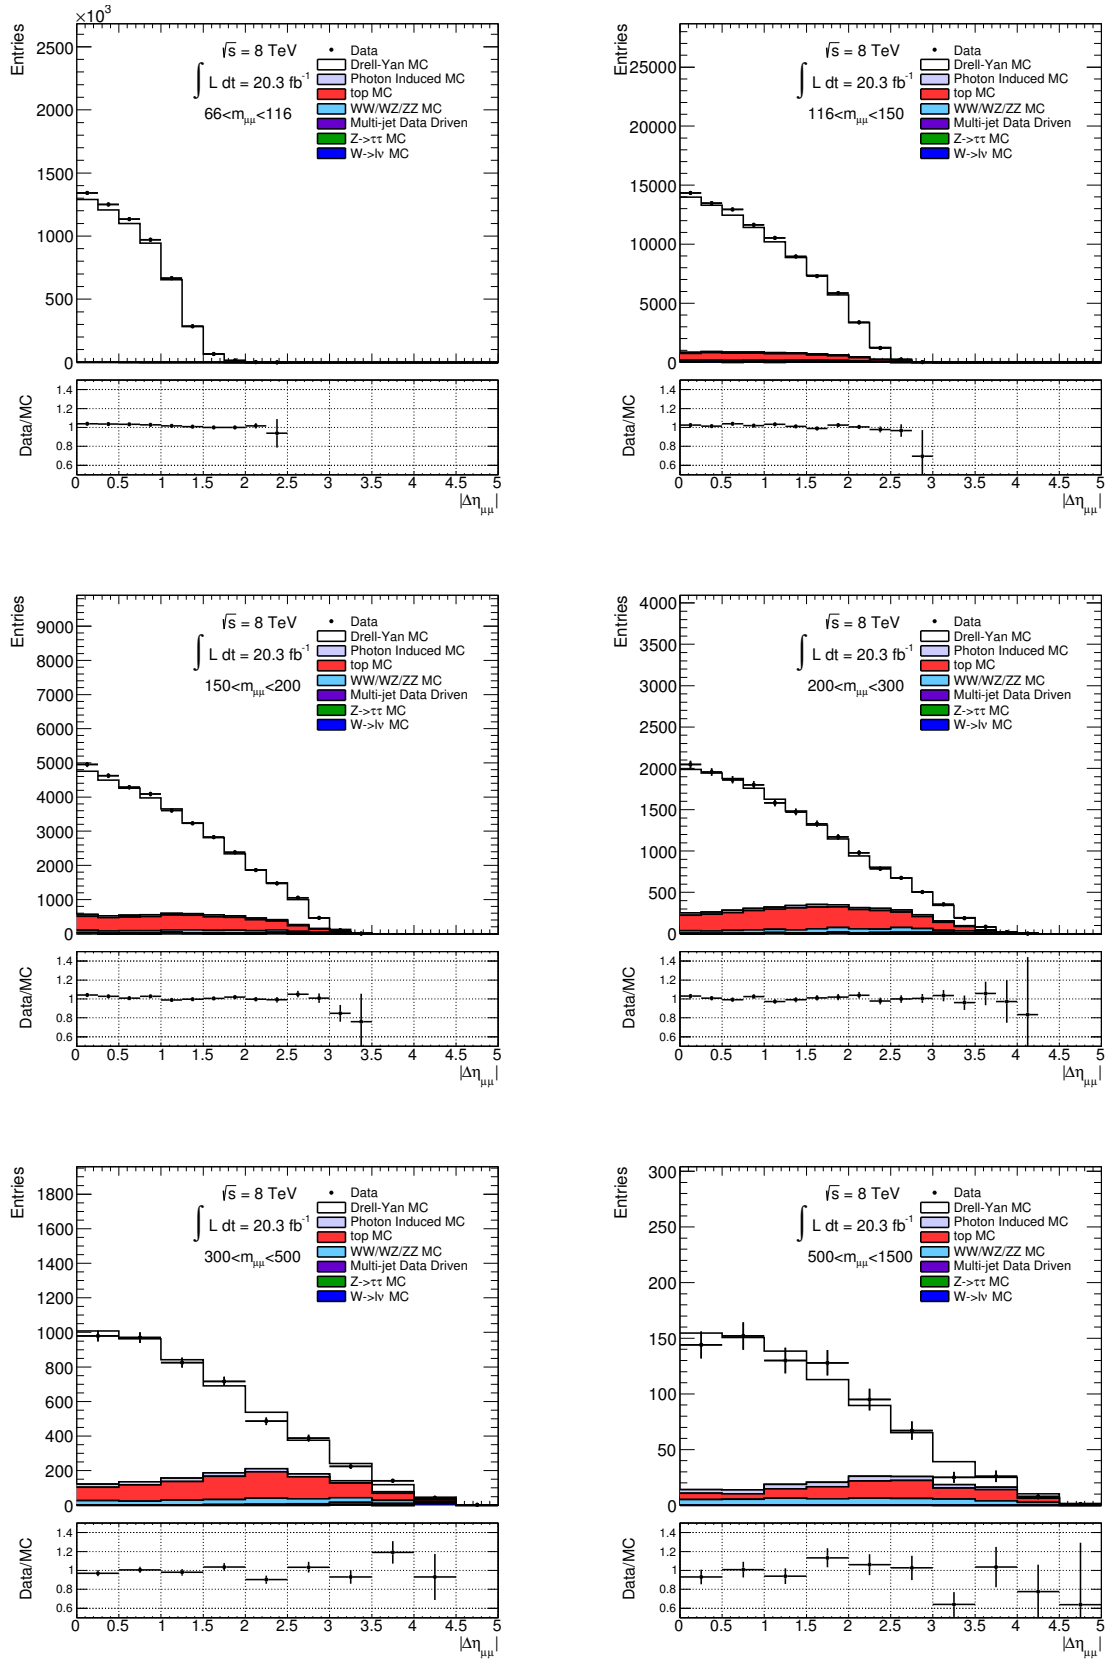 ×10³
Entries
2500
2000
1500
1000
500
0
√s = 8 TeV
∫ L dt = 20.3 fb⁻¹
66<m_μμ<116
Data
Drell-Yan MC
Photon Induced MC
top MC
WW/WZ/ZZ MC
Multi-jet Data Driven
Z->ττ MC
W->lν MC
Data/MC
1.4
1.2
1
0.8
0.6
0 0.5 1 1.5 2 2.5 3 3.5 4 4.5 5
|Δη_μμ|
Entries
25000
20000
15000
10000
5000
0
√s = 8 TeV
∫ L dt = 20.3 fb⁻¹
116<m_μμ<150
Data
Drell-Yan MC
Photon Induced MC
top MC
WW/WZ/ZZ MC
Multi-jet Data Driven
Z->ττ MC
W->lν MC
Data/MC
1.4
1.2
1
0.8
0.6
0 0.5 1 1.5 2 2.5 3 3.5 4 4.5 5
|Δη_μμ|
Entries
9000
8000
7000
6000
5000
4000
3000
2000
1000
0
√s = 8 TeV
∫ L dt = 20.3 fb⁻¹
150<m_μμ<200
Data
Drell-Yan MC
Photon Induced MC
top MC
WW/WZ/ZZ MC
Multi-jet Data Driven
Z->ττ MC
W->lν MC
Data/MC
1.4
1.2
1
0.8
0.6
0 0.5 1 1.5 2 2.5 3 3.5 4 4.5 5
|Δη_μμ|
Entries
4000
3500
3000
2500
2000
1500
1000
500
0
√s = 8 TeV
∫ L dt = 20.3 fb⁻¹
200<m_μμ<300
Data
Drell-Yan MC
Photon Induced MC
top MC
WW/WZ/ZZ MC
Multi-jet Data Driven
Z->ττ MC
W->lν MC
Data/MC
1.4
1.2
1
0.8
0.6
0 0.5 1 1.5 2 2.5 3 3.5 4 4.5 5
|Δη_μμ|
Entries
1800
1600
1400
1200
1000
800
600
400
200
0
√s = 8 TeV
∫ L dt = 20.3 fb⁻¹
300<m_μμ<500
Data
Drell-Yan MC
Photon Induced MC
top MC
WW/WZ/ZZ MC
Multi-jet Data Driven
Z->ττ MC
W->lν MC
Data/MC
1.4
1.2
1
0.8
0.6
0 0.5 1 1.5 2 2.5 3 3.5 4 4.5 5
|Δη_μμ|
Entries
300
250
200
150
100
50
0
√s = 8 TeV
∫ L dt = 20.3 fb⁻¹
500<m_μμ<1500
Data
Drell-Yan MC
Photon Induced MC
top MC
WW/WZ/ZZ MC
Multi-jet Data Driven
Z->ττ MC
W->lν MC
Data/MC
1.4
1.2
1
0.8
0.6
0 0.5 1 1.5 2 2.5 3 3.5 4 4.5 5
|Δη_μμ|